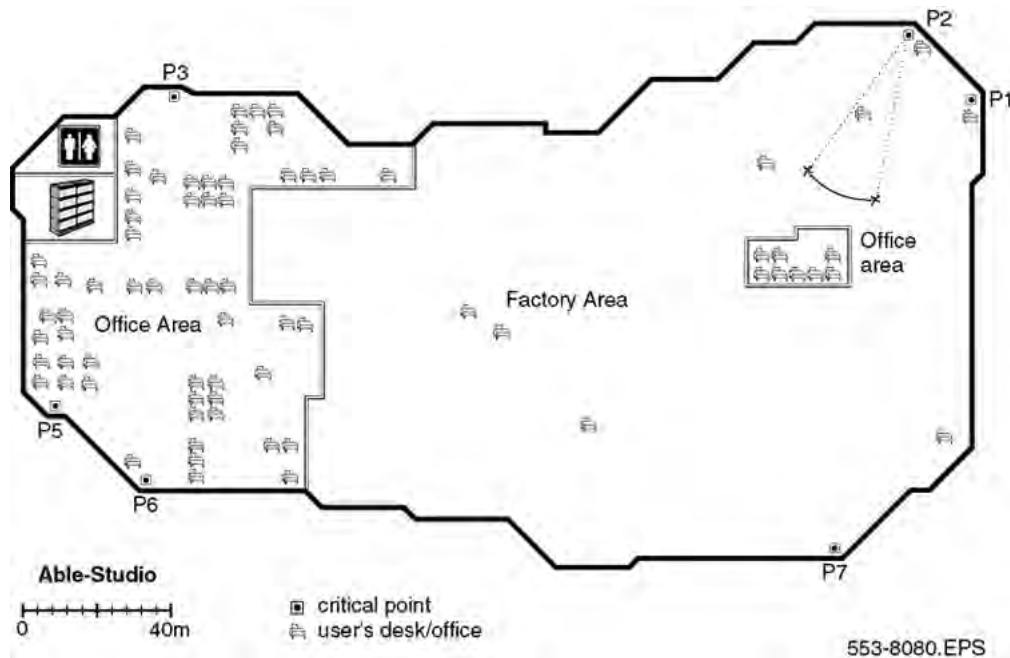 P2
P3
P1
Office
area
Factory Area
Office Area
P5
P6
P7
Able-Studio
0 40m
critical point
user's desk/office
553-8080.EPS